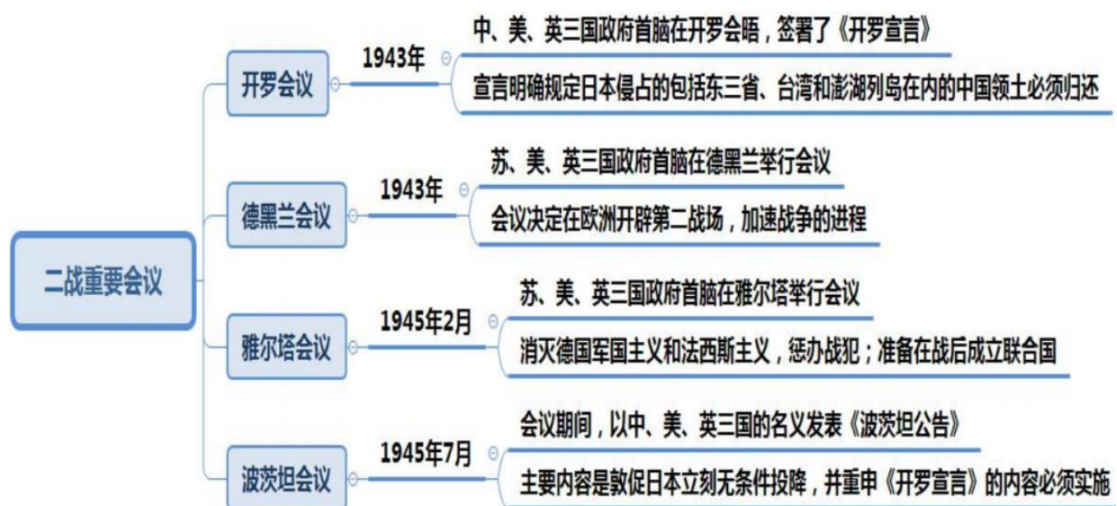 二战重要会议
开罗会议
1943年
中、美、英三国政府首脑在开罗会晤，签署了《开罗宣言》
宣言明确规定日本侵占的包括东三省、台湾和澎湖列岛在内的中国领土必须归还
德黑兰会议
1943年
苏、美、英三国政府首脑在德黑兰举行会议
会议决定在欧洲开辟第二战场，加速战争的进程
雅尔塔会议
1945年2月
苏、美、英三国政府首脑在雅尔塔举行会议
消灭德国军国主义和法西斯主义，惩办战犯；准备在战后成立联合国
波茨坦会议
1945年7月
会议期间，以中、美、英三国的名义发表《波茨坦公告》
主要内容是敦促日本立刻无条件投降，并重申《开罗宣言》的内容必须实施